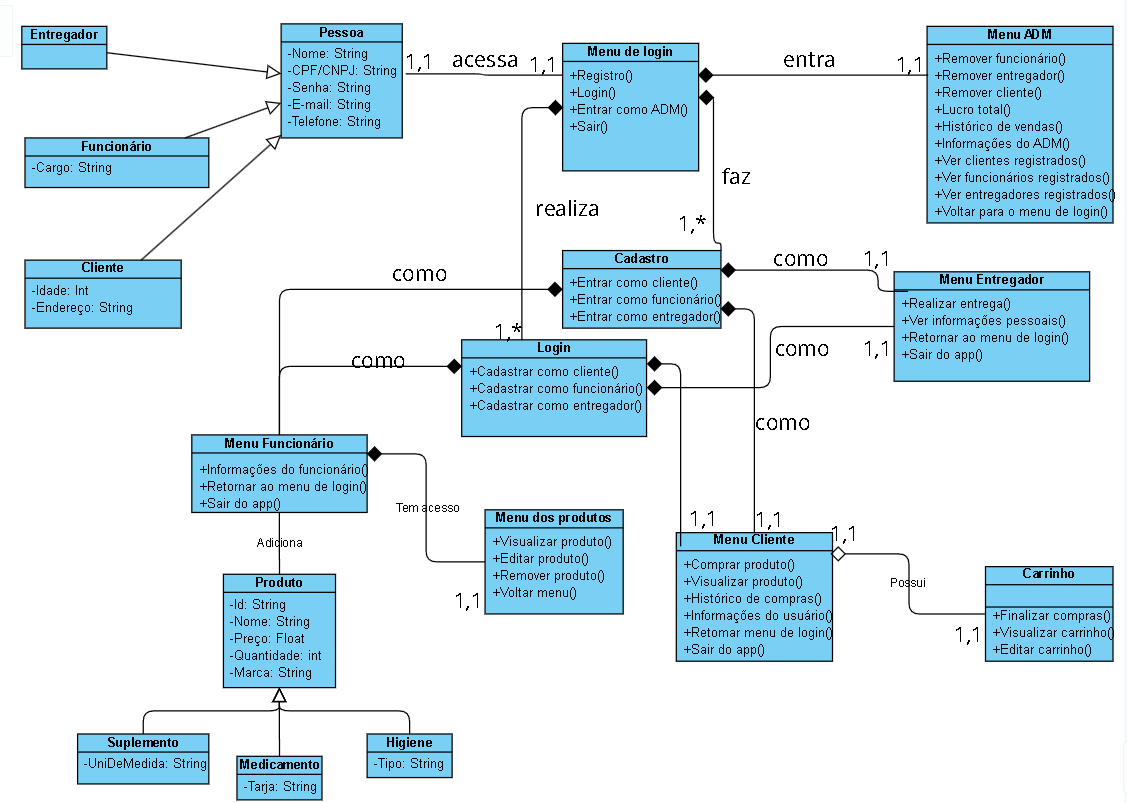 Entregador
Pessoa
-Nome: String
-CPF/CNPJ: String
-Senha: String
-E-mail: String
-Telefone: String
1,1
acessa
1,1
Menu de login
+Registro()
+Login()
+Entrar como ADM()
+Sair()
entra
1,1
Menu ADM
+Remover funcionário()
+Remover entregador()
+Remover cliente()
+Lucro total()
+Histórico de vendas()
+Informações do ADM()
+Ver clientes registrados()
+Ver funcionários registrados()
+Ver entregadores registrados()
+Voltar para o menu de login()
Funcionário
-Cargo: String
Cliente
-Idade: Int
-Endereço: String
realiza
1,*
faz
1,*
Cadastro
+Entrar como cliente()
+Entrar como funcionário()
+Entrar como entregador()
como
como
1,1
Menu Entregador
+Realizar entrega()
+Ver informações pessoais()
+Retornar ao menu de login()
+Sair do app()
como
Login
+Cadastrar como cliente()
+Cadastrar como funcionário()
+Cadastrar como entregador()
como
1,1
como
Menu Funcionário
+Informações do funcionário()
+Retornar ao menu de login()
+Sair do app()
Tem acesso
1,1
Menu dos produtos
+Visualizar produto()
+Editar produto()
+Remover produto()
+Voltar menu()
1,1
1,1
Menu Cliente
+Comprar produto()
+Visualizar produto()
+Histórico de compras()
+Informações do usuário()
+Retornar menu de login()
+Sair do app()
1,1
Possui
1,1
Carrinho
+Finalizar compras()
+Visualizar carrinho()
+Editar carrinho()
Adiciona
Produto
-Id: String
-Nome: String
-Preço: Float
-Quantidade: int
-Marca: String
Suplemento
-UniDeMedida: String
Medicamento
-Tarja: String
Higiene
-Tipo: String